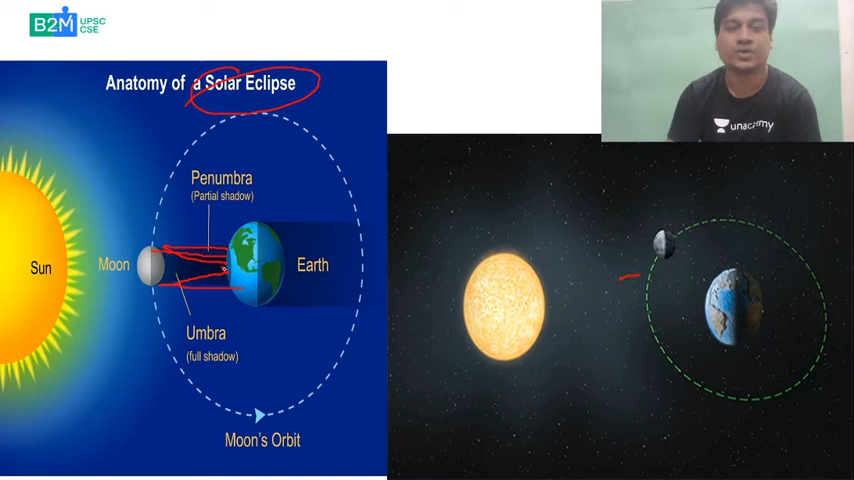 B2M UPSC
CSE
Anatomy of a Solar Eclipse
Penumbra
(Partial shadow)
Sun
Moon
Earth
Umbra
(full shadow)
Moon's Orbit
unacademy